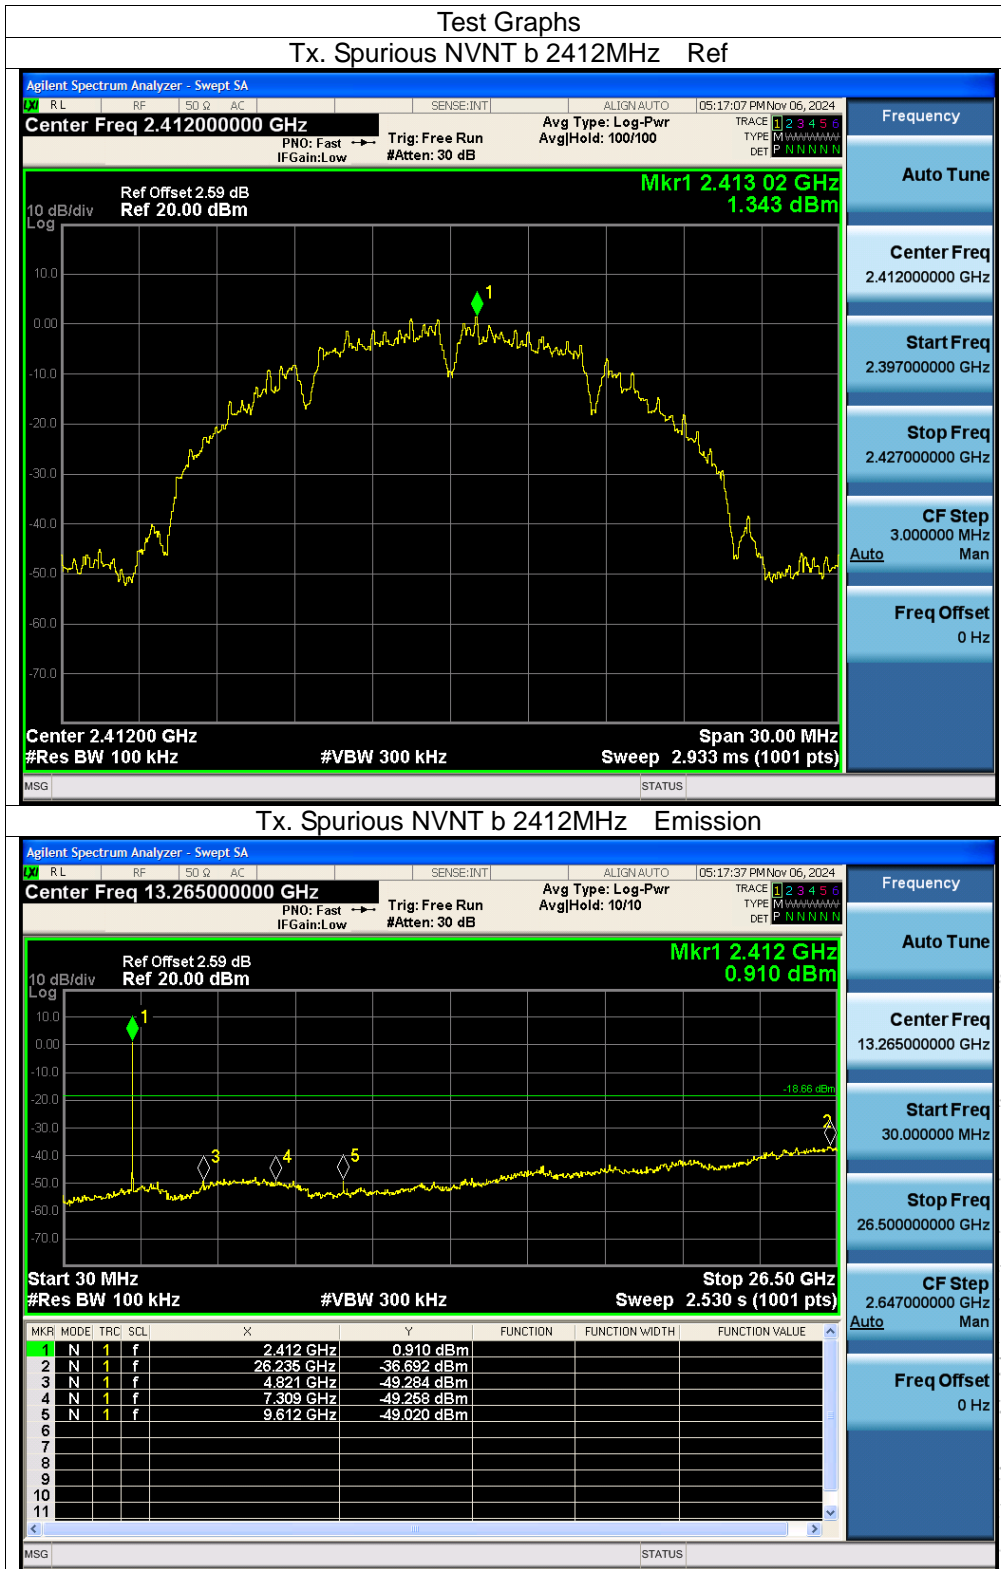 Test Graphs
Tx. Spurious NVNT b 2412MHz Ref
Agilent Spectrum Analyzer - Swept SA
LXI RL RF 50 Ω AC SENSE:INT ALIGNAUTO 05:17:07 PMNov 06, 2024
Center Freq 2.412000000 GHz
PNO: Fast
IFGain:Low
Trig: Free Run
#Atten: 30 dB
Avg Type: Log-Pwr
Avg|Hold: 100/100
TRACE 1 2 3 4 5 6
TYPE MWWWWW
DET P N N N N N
Frequency
Auto Tune
Center Freq
2.412000000 GHz
Start Freq
2.397000000 GHz
Stop Freq
2.427000000 GHz
CF Step
3.000000 MHz
Auto Man
Freq Offset
0 Hz
Mkr1 2.413 02 GHz
1.343 dBm
Ref Offset 2.59 dB
10 dB/div Ref 20.00 dBm
Log
10.0
0.00
-10.0
-20.0
-30.0
-40.0
-50.0
-60.0
-70.0
1
Center 2.41200 GHz Span 30.00 MHz
#Res BW 100 kHz #VBW 300 kHz Sweep 2.933 ms (1001 pts)
MSG STATUS
Tx. Spurious NVNT b 2412MHz Emission
Agilent Spectrum Analyzer - Swept SA
LXI RL RF 50 Ω AC SENSE:INT ALIGNAUTO 05:17:37 PMNov 06, 2024
Center Freq 13.265000000 GHz
PNO: Fast
IFGain:Low
Trig: Free Run
#Atten: 30 dB
Avg Type: Log-Pwr
Avg|Hold: 10/10
TRACE 1 2 3 4 5 6
TYPE MWWWWW
DET P N N N N N
Frequency
Auto Tune
Center Freq
13.265000000 GHz
Start Freq
30.000000 MHz
Stop Freq
26.500000000 GHz
CF Step
2.647000000 GHz
Auto Man
Freq Offset
0 Hz
Mkr1 2.412 GHz
0.910 dBm
Ref Offset 2.59 dB
10 dB/div Ref 20.00 dBm
Log
10.0
0.00
-10.0
-20.0
-30.0
-40.0
-50.0
-60.0
-70.0
1
-18.66 dBm
2
3
4
5
Start 30 MHz Stop 26.50 GHz
#Res BW 100 kHz #VBW 300 kHz Sweep 2.530 s (1001 pts)
MKR MODE TRC SCL X Y FUNCTION FUNCTION WIDTH FUNCTION VALUE
1 N 1 f 2.412 GHz 0.910 dBm
2 N 1 f 26.235 GHz -36.692 dBm
3 N 1 f 4.821 GHz -49.284 dBm
4 N 1 f 7.309 GHz -49.258 dBm
5 N 1 f 9.612 GHz -49.020 dBm
6
7
8
9
10
11
MSG STATUS